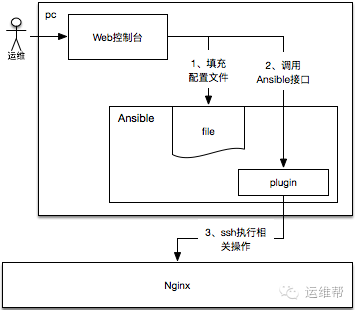 pc
Web控制台
运维
1、填充
配置文件
2、调用
Ansible接口
Ansible
file
plugin
3、ssh执行相
关操作
Nginx
运维帮